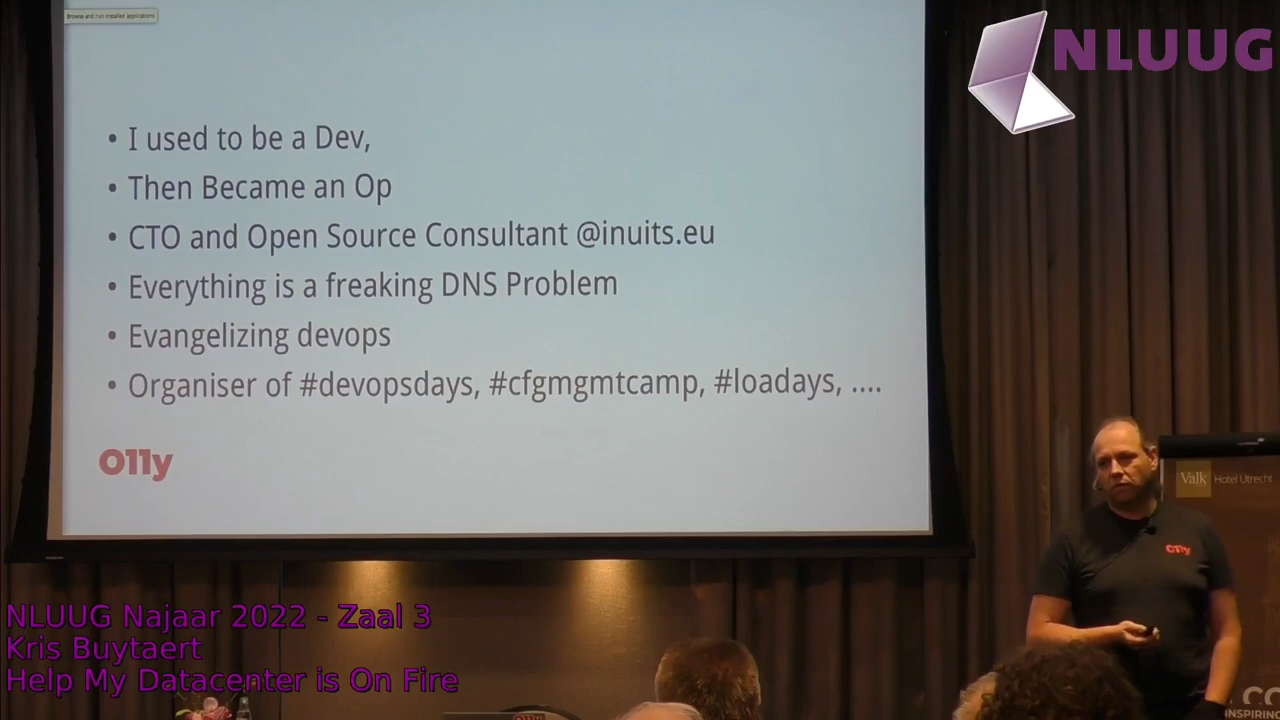 Browse and run installed applications
NLUUG
• I used to be a Dev,
• Then Became an Op
• CTO and Open Source Consultant @inuits.eu
• Everything is a freaking DNS Problem
• Evangelizing devops
• Organiser of #devopsdays, #cfgmgmtcamp, #loadays, ....
O11y
Valk Hotel Utrecht
O11y
NLUUG Najaar 2022 - Zaal 3
Kris Buytaert
Help My Datacenter is On Fire
INSPIRING